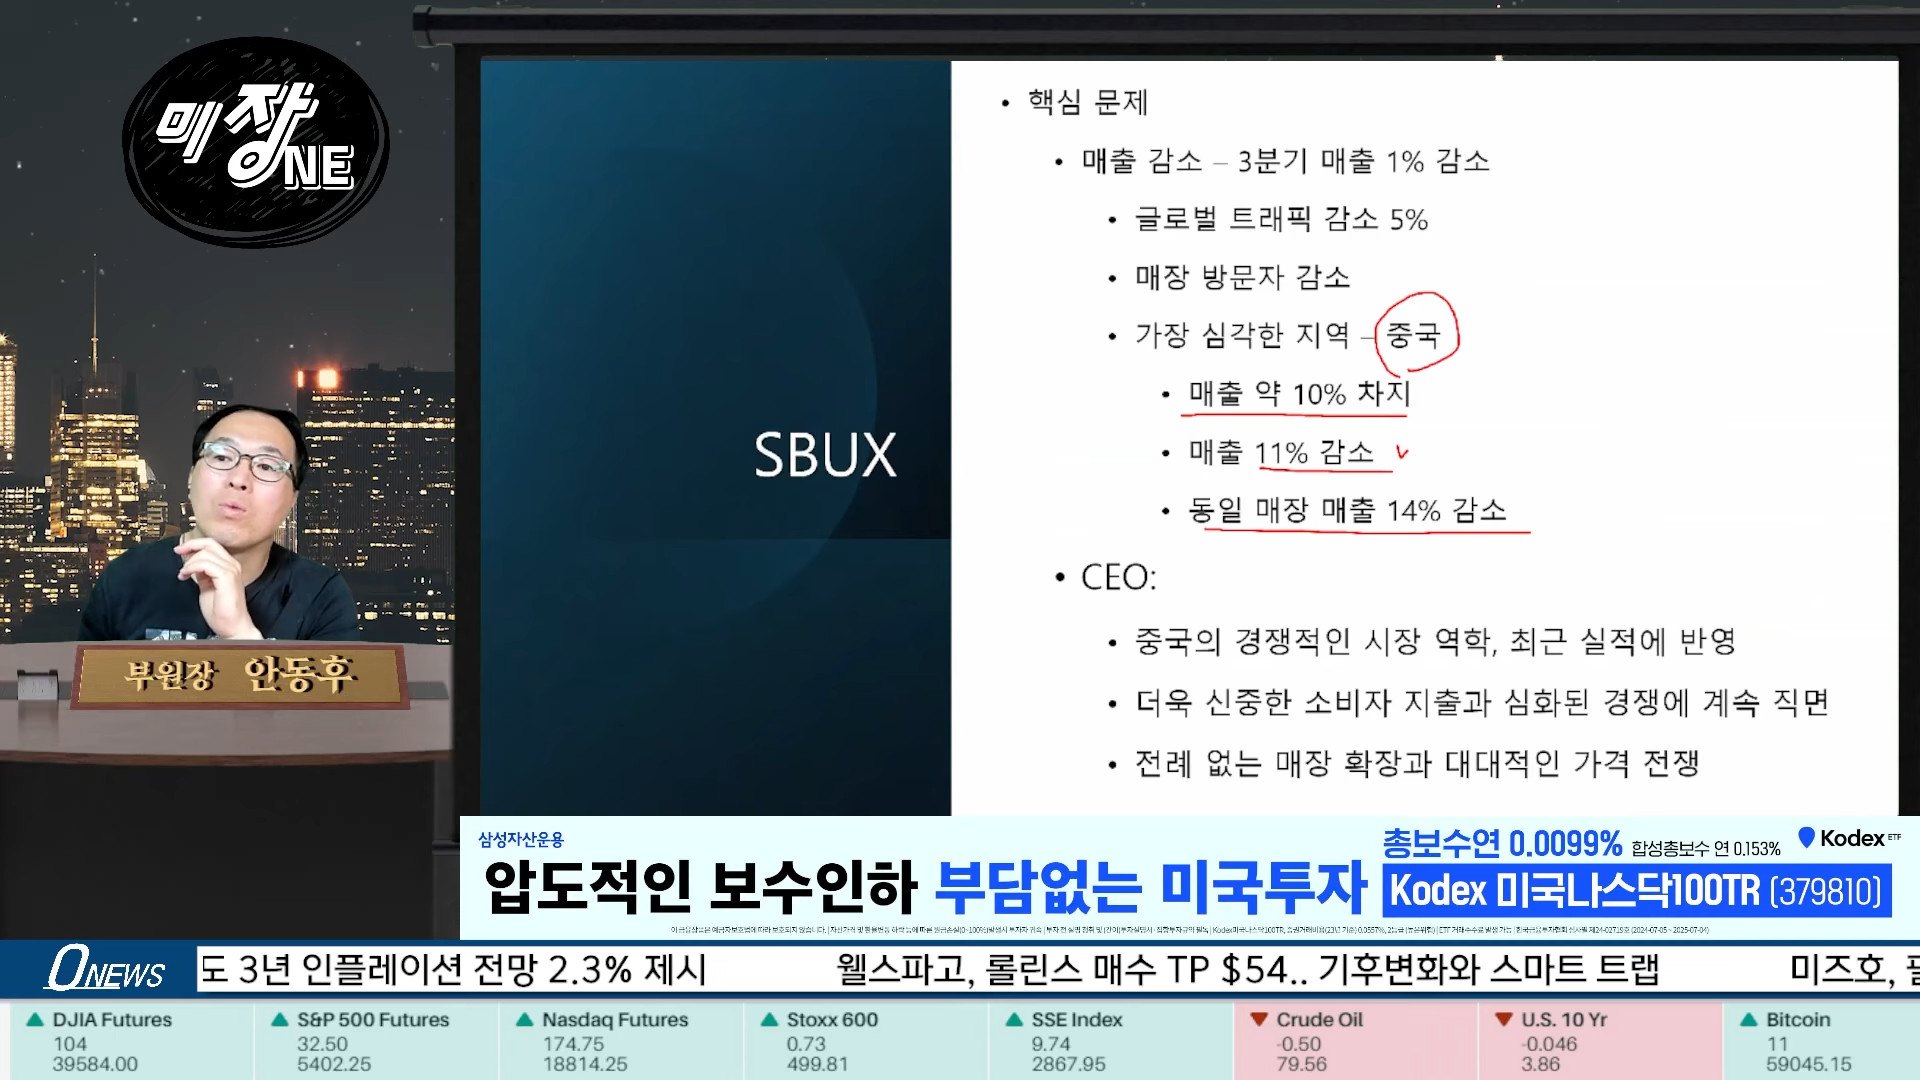 미장ONE
• 핵심 문제
• 매출 감소 – 3분기 매출 1% 감소
• 글로벌 트래픽 감소 5%
• 매장 방문자 감소
• 가장 심각한 지역 – 중국
• 매출 약 10% 차지
• 매출 11% 감소
• 동일 매장 매출 14% 감소
SBUX
• CEO:
• 중국의 경쟁적인 시장 역학, 최근 실적에 반영
• 더욱 신중한 소비자 지출과 심화된 경쟁에 계속 직면
• 전례 없는 매장 확장과 대대적인 가격 전쟁
부원장 안동후
삼성자산운용
압도적인 보수인하 부담없는 미국투자
총보수연 0.0099% 합성총보수 연 0.153% Kodex ETF
Kodex 미국나스닥100TR (379810)
ONEWS
도 3년 인플레이션 전망 2.3% 제시 웰스파고, 롤린스 매수 TP $54.. 기후변화와 스마트 트랩 미즈호,
▲ DJIA Futures
104
39584.00
▲ S&P 500 Futures
32.50
5402.25
▲ Nasdaq Futures
174.75
18814.25
▲ Stoxx 600
0.73
499.81
▲ SSE Index
9.74
2867.95
▼ Crude Oil
-0.50
79.56
▼ U.S. 10 Yr
-0.046
3.86
▲ Bitcoin
11
59045.15